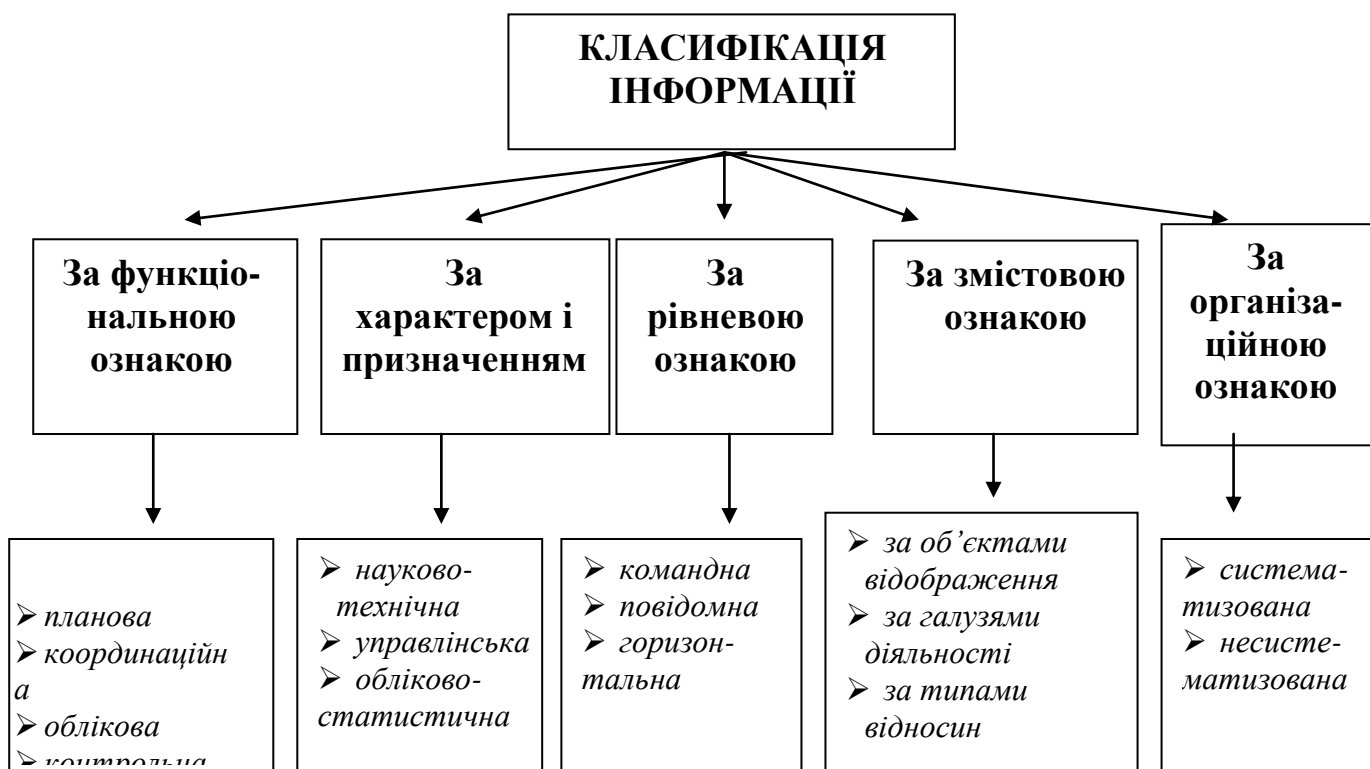 КЛАСИФІКАЦІЯ
ІНФОРМАЦІЇ
За функціо-
нальною
ознакою
За
характером і
призначенням
За
рівневою
ознакою
За змістовою
ознакою
За
організа-
ційною
ознакою
➢ планова
➢ координаційн
а
➢ облікова
➢ контрольна
➢ науково-
технічна
➢ управлінська
➢ обліково-
статистична
➢ командна
➢ повідомна
➢ горизон-
тальна
➢ за об’єктами
відображення
➢ за галузями
діяльності
➢ за типами
відносин
➢ система-
тизована
➢ несисте-
матизована